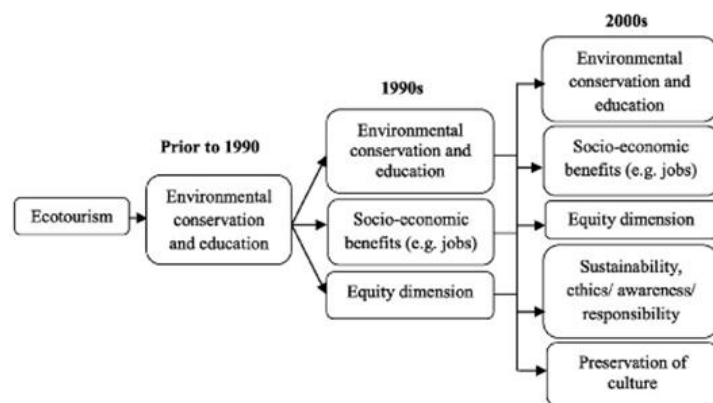 2000s
Environmental
conservation and
education
1990s
Environmental
conservation and
education
Socio-economic
benefits (e.g. jobs)
Prior to 1990
Ecotourism
Environmental
conservation
and education
Socio-economic
benefits (e.g. jobs)
Equity dimension
Equity dimension
Sustainability,
ethics/ awareness/
responsibility
Preservation of
culture